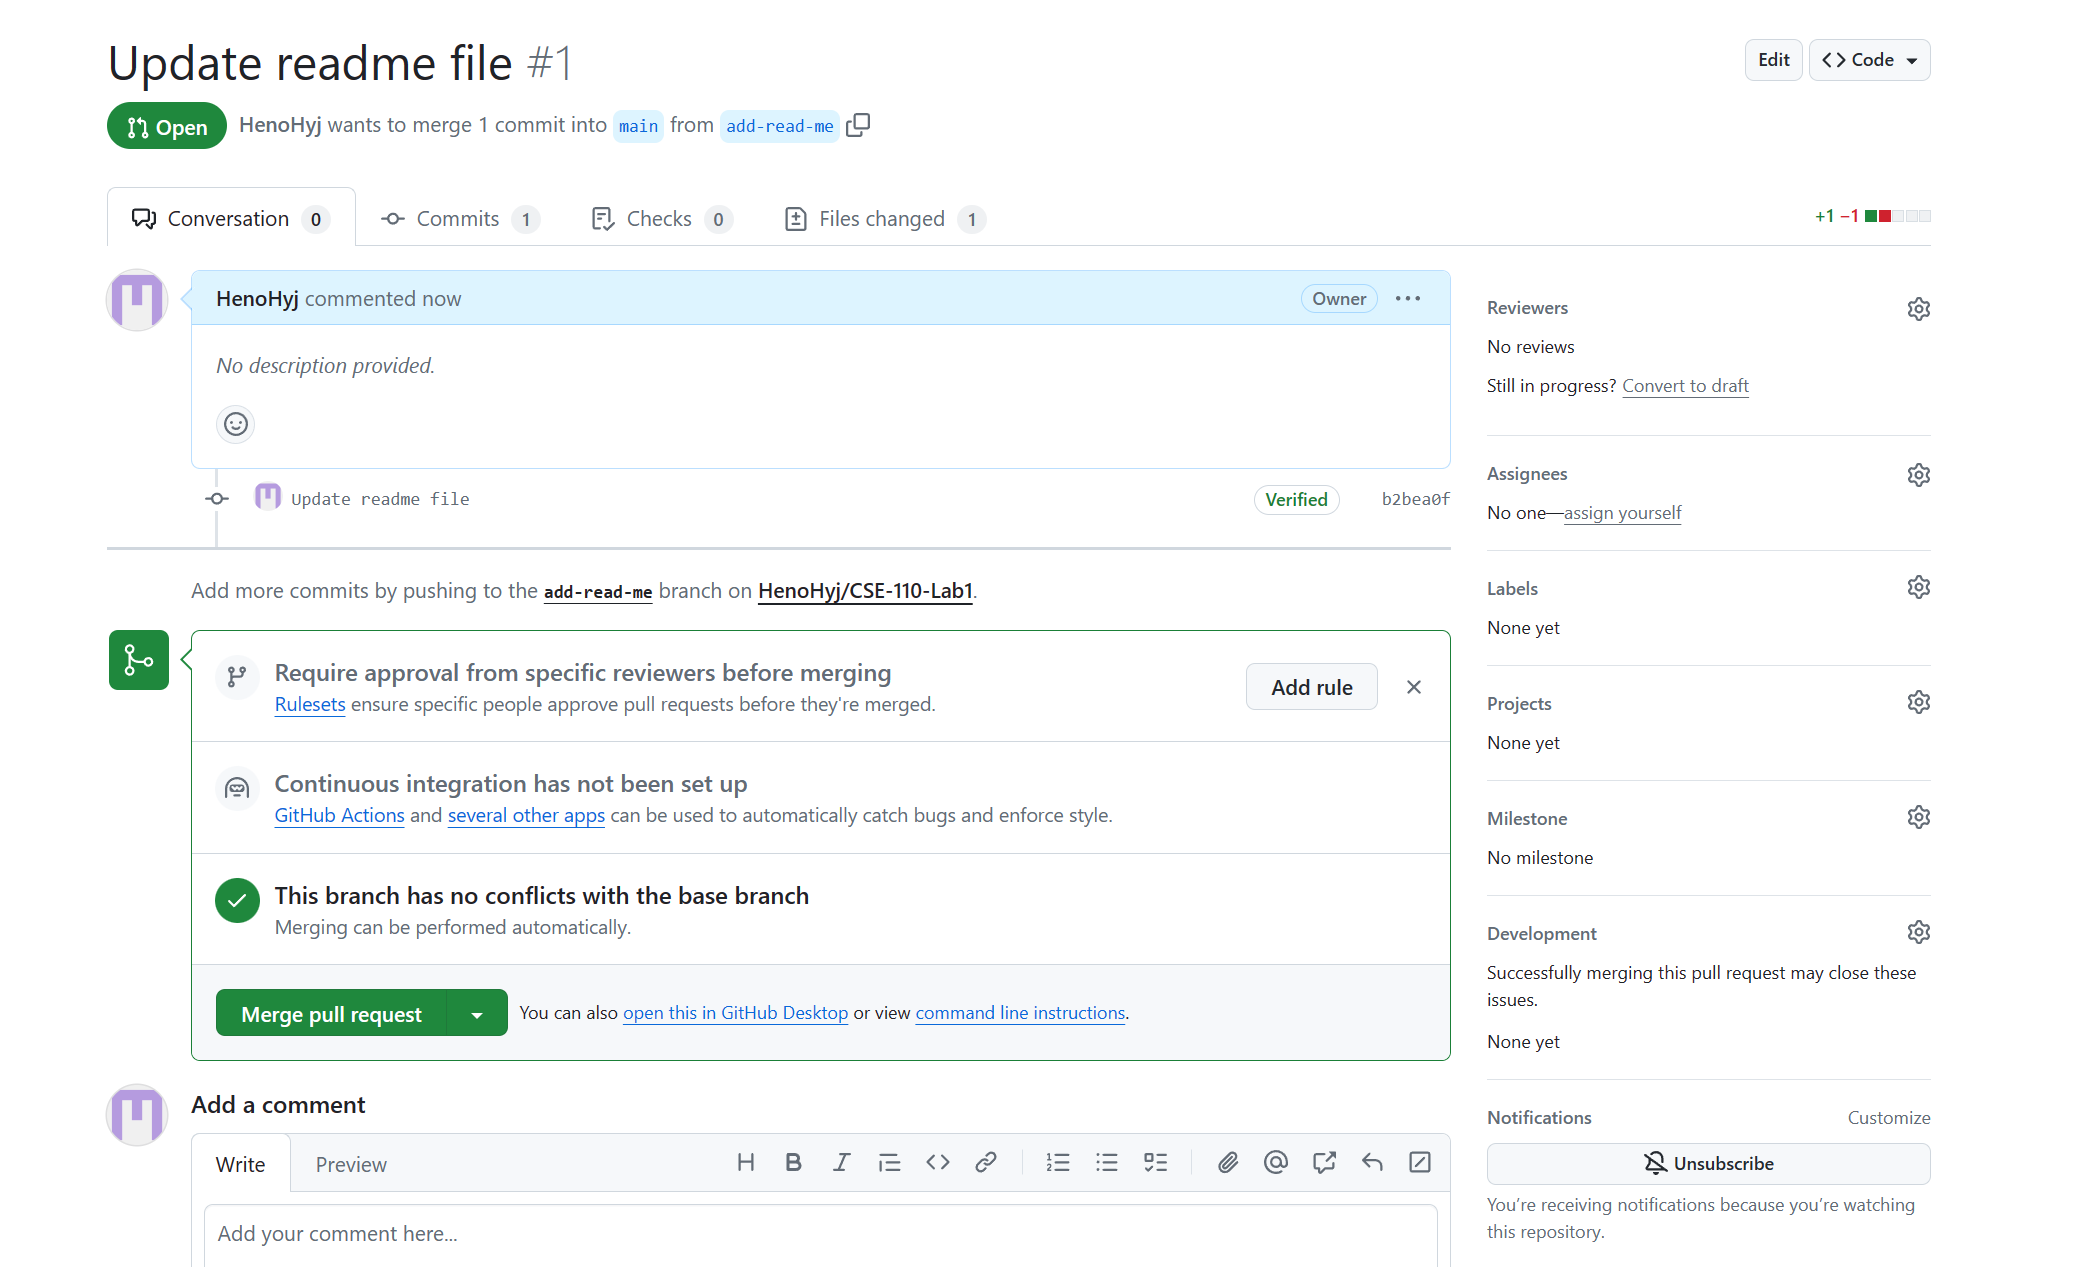 Update readme file #1
Edit
Code
Open
HenoHyj wants to merge 1 commit into main from add-read-me
Conversation 0
Commits 1
Checks 0
Files changed 1
+1 −1
HenoHyj commented now
Owner
No description provided.
Update readme file
Verified
b2bea0f
Add more commits by pushing to the add-read-me branch on HenoHyj/CSE-110-Lab1.
Require approval from specific reviewers before merging
Rulesets ensure specific people approve pull requests before they're merged.
Add rule
Continuous integration has not been set up
GitHub Actions and several other apps can be used to automatically catch bugs and enforce style.
This branch has no conflicts with the base branch
Merging can be performed automatically.
Merge pull request
You can also open this in GitHub Desktop or view command line instructions.
Add a comment
Write
Preview
Add your comment here...
Reviewers
No reviews
Still in progress? Convert to draft
Assignees
No one—assign yourself
Labels
None yet
Projects
None yet
Milestone
No milestone
Development
Successfully merging this pull request may close these
issues.
None yet
Notifications
Customize
Unsubscribe
You’re receiving notifications because you’re watching
this repository.